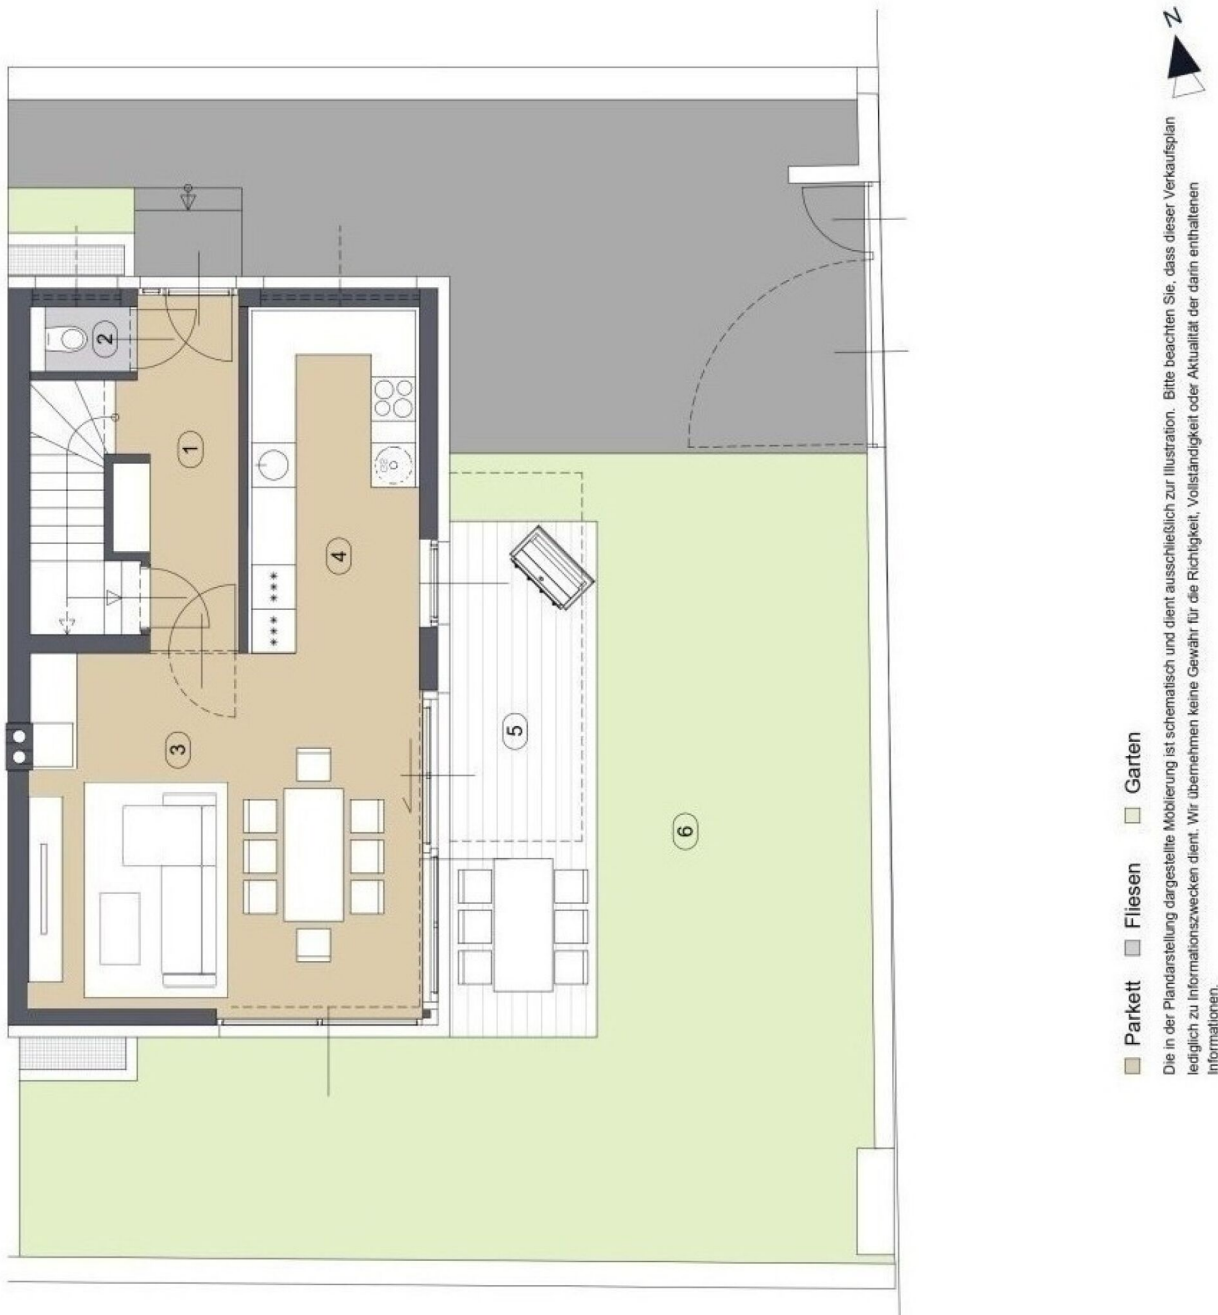 N
1
2
3
4
5
6
Parkett
Fliesen
Garten
Die in der Plandarstellung dargestellte Möblierung ist schematisch und dient ausschließlich zur Illustration. Bitte beachten Sie, dass dieser Verkaufsplan
lediglich zu Informationszwecken dient. Wir übernehmen keine Gewähr für die Richtigkeit, Vollständigkeit oder Aktualität der darin enthaltenen
Informationen.